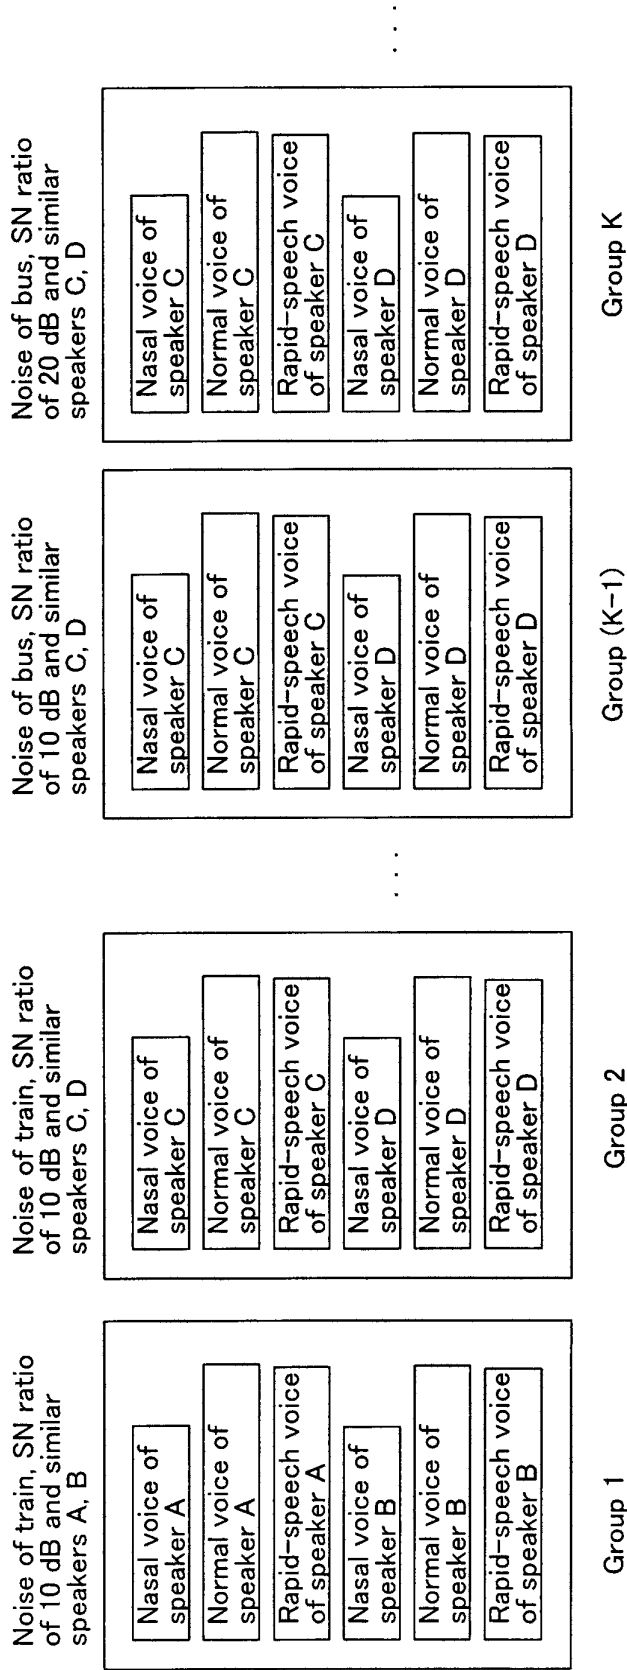 Noise of train, SN ratio
of 10 dB and similar
speakers A, B
Nasal voice of
speaker A
Normal voice of
speaker A
Rapid-speech voice
of speaker A
Nasal voice of
speaker B
Normal voice of
speaker B
Rapid-speech voice
of speaker B
Group 1
Noise of train, SN ratio
of 10 dB and similar
speakers C, D
Nasal voice of
speaker C
Normal voice of
speaker C
Rapid-speech voice
of speaker C
Nasal voice of
speaker D
Normal voice of
speaker D
Rapid-speech voice
of speaker D
Group 2
. . .
Noise of bus, SN ratio
of 10 dB and similar
speakers C, D
Nasal voice of
speaker C
Normal voice of
speaker C
Rapid-speech voice
of speaker C
Nasal voice of
speaker D
Normal voice of
speaker D
Rapid-speech voice
of speaker D
Group (K-1)
Noise of bus, SN ratio
of 20 dB and similar
speakers C, D
Nasal voice of
speaker C
Normal voice of
speaker C
Rapid-speech voice
of speaker C
Nasal voice of
speaker D
Normal voice of
speaker D
Rapid-speech voice
of speaker D
Group K
. . .